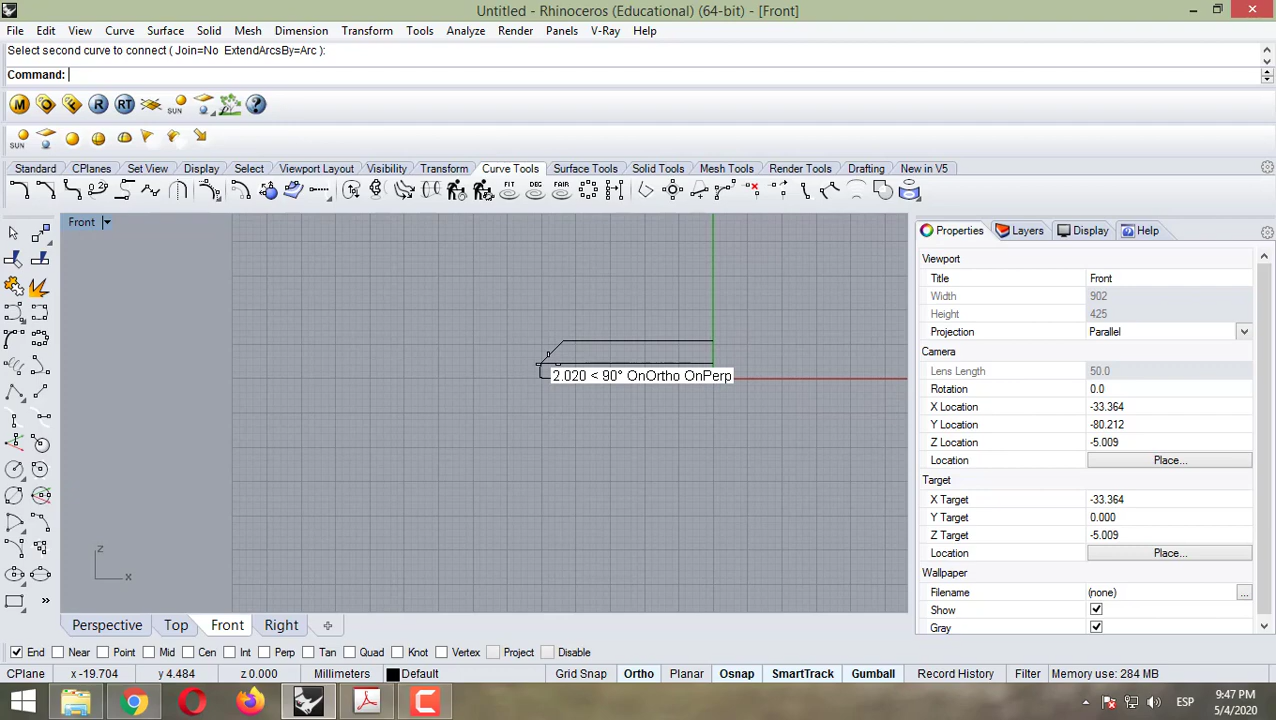 Untitled - Rhinoceros (Educational) (64-bit) - [Front]
File Edit View Curve Surface Solid Mesh Dimension Transform Tools Analyze Render Panels V-Ray Help
Select second curve to connect ( Join=No ExtendArcsBy=Arc ):
Command:
M O F R RT SUN ?
SUN
Standard CPlanes Set View Display Select Viewport Layout Visibility Transform Curve Tools Surface Tools Solid Tools Mesh Tools Render Tools Drafting New in V5
FIT DEG FAIR
Front
Properties Layers Display Help
Viewport
Title Front
Width 902
Height 425
Projection Parallel
Camera
Lens Length 50.0
Rotation 0.0
X Location -33.364
Y Location -80.212
Z Location -5.009
Location Place...
Target
X Target -33.364
Y Target 0.000
Z Target -5.009
Location Place...
Wallpaper
Filename (none) ...
Show
Gray
2.020 < 90° OnOrtho OnPerp
z
x
Perspective Top Front Right
End Near Point Mid Cen Int Perp Tan Quad Knot Vertex Project Disable
CPlane x -19.704 y 4.484 z 0.000 Millimeters Default Grid Snap Ortho Planar Osnap SmartTrack Gumball Record History Filter Memory use: 284 MB
ESP
9:47 PM
5/4/2020